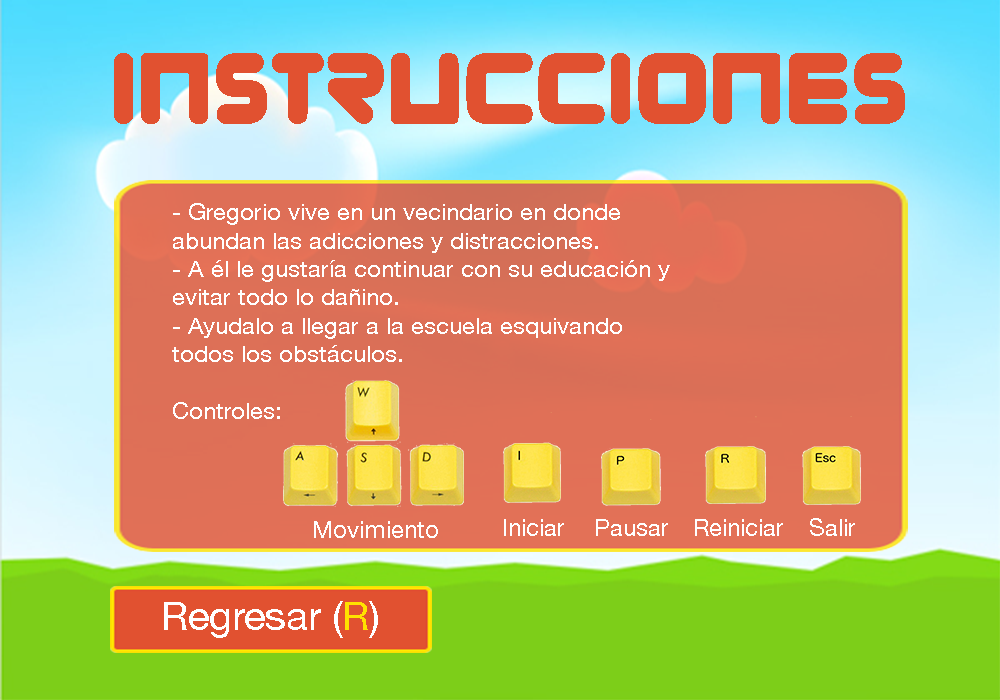 INSTRUCCIONES
- Gregorio vive en un vecindario en donde
abundan las adicciones y distracciones.
- A él le gustaría continuar con su educación y
evitar todo lo dañino.
- Ayudalo a llegar a la escuela esquivando
todos los obstáculos.
Controles:
W ↑
A ← S ↓ D → I P R Esc
Movimiento Iniciar Pausar Reiniciar Salir
Regresar (R)